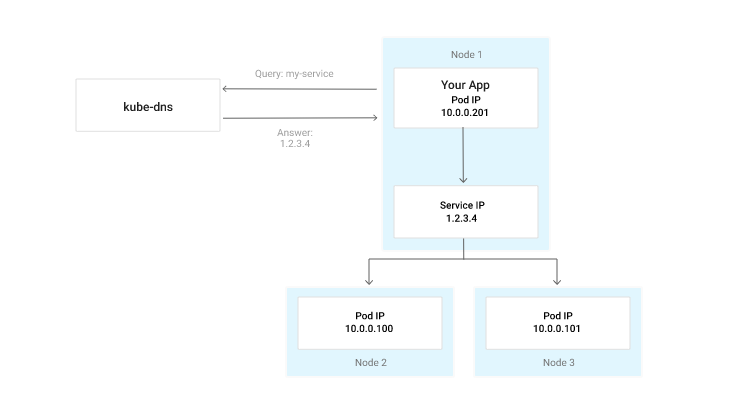 Node 1
Query: my-service
Your App
Pod IP
10.0.0.201
kube-dns
Answer:
1.2.3.4
Service IP
1.2.3.4
Pod IP
10.0.0.100
Node 2
Pod IP
10.0.0.101
Node 3